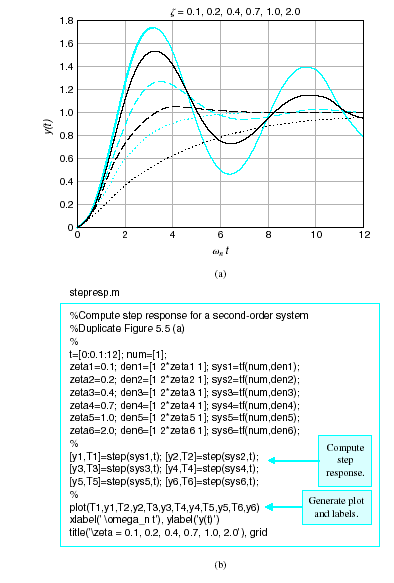 ζ = 0.1, 0.2, 0.4, 0.7, 1.0, 2.0
1.8
1.6
1.4
1.2
1.0
0.8
0.6
0.4
0.2
0
y(t)
0 2 4 6 8 10 12
ωn t
(a)
stepresp.m
%Compute step response for a second-order system
%Duplicate Figure 5.5 (a)
%
t=[0:0.1:12]; num=[1];
zeta1=0.1; den1=[1 2*zeta1 1]; sys1=tf(num,den1);
zeta2=0.2; den2=[1 2*zeta2 1]; sys2=tf(num,den2);
zeta3=0.4; den3=[1 2*zeta3 1]; sys3=tf(num,den3);
zeta4=0.7; den4=[1 2*zeta4 1]; sys4=tf(num,den4);
zeta5=1.0; den5=[1 2*zeta5 1]; sys5=tf(num,den5);
zeta6=2.0; den6=[1 2*zeta6 1]; sys6=tf(num,den6);
%
[y1,T1]=step(sys1,t); [y2,T2]=step(sys2,t);
[y3,T3]=step(sys3,t); [y4,T4]=step(sys4,t);
[y5,T5]=step(sys5,t); [y6,T6]=step(sys6,t);
%
plot(T1,y1,T2,y2,T3,y3,T4,y4,T5,y5,T6,y6)
xlabel(' \omega_n t'), ylabel('y(t)')
title('\zeta = 0.1, 0.2, 0.4, 0.7, 1.0, 2.0'), grid
Compute
step
response.
Generate plot
and labels.
(b)